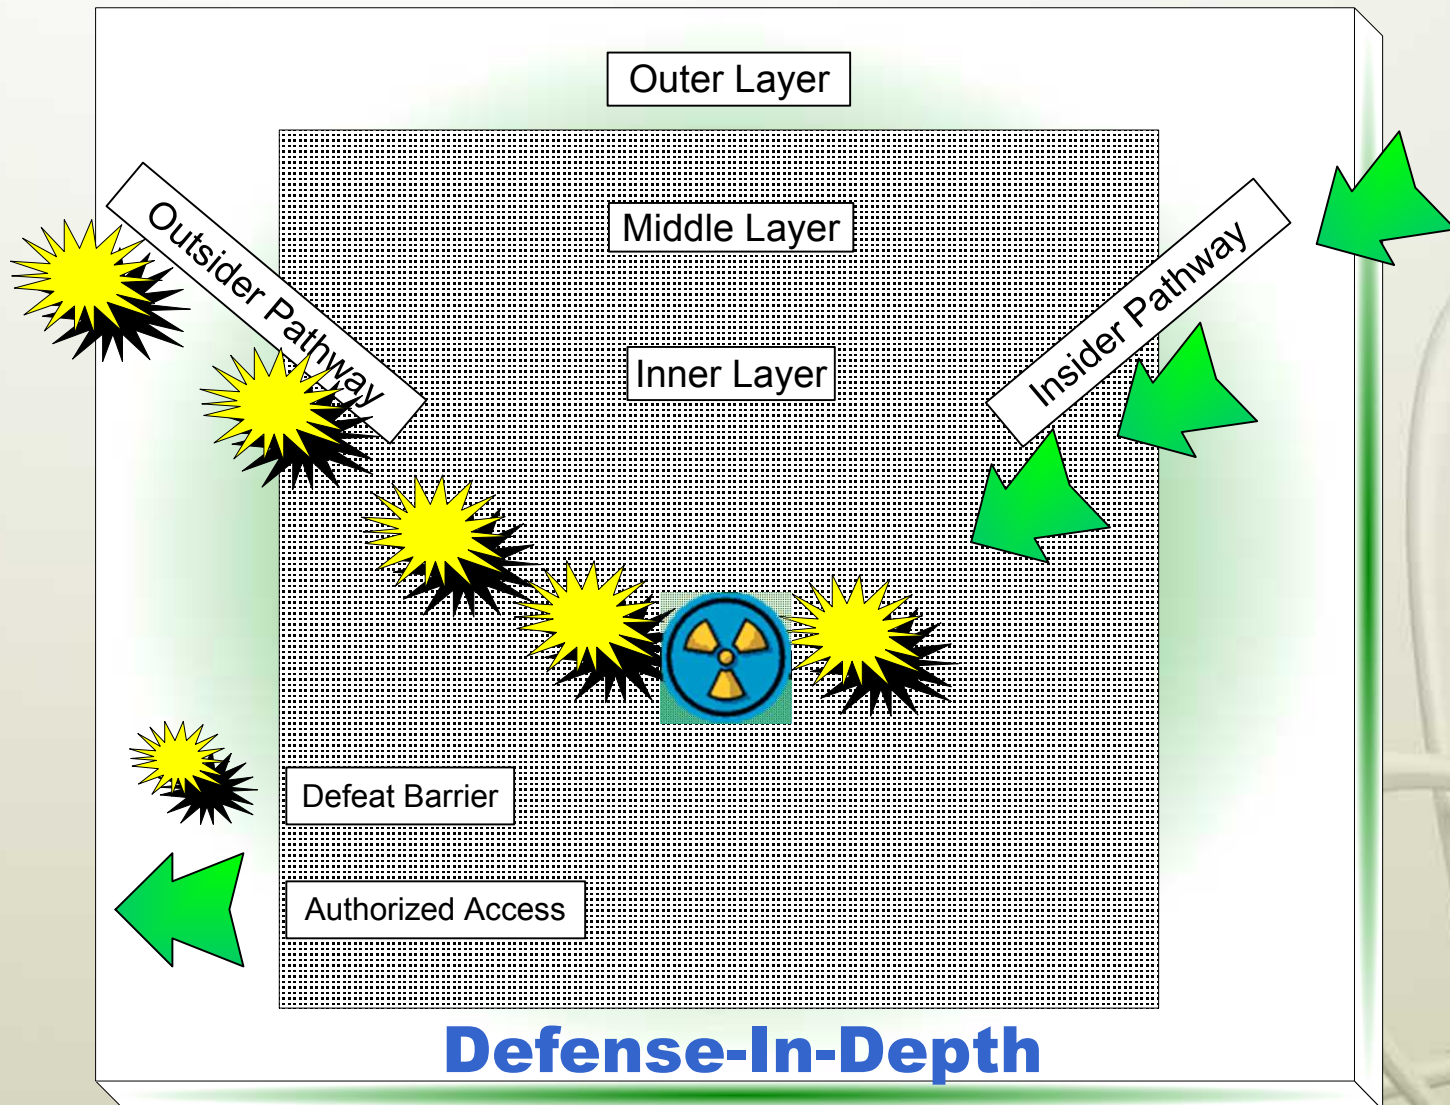 Outer Layer
Middle Layer
Inner Layer
Outsider Pathway
Insider Pathway
Defeat Barrier
Authorized Access
Defense-In-Depth